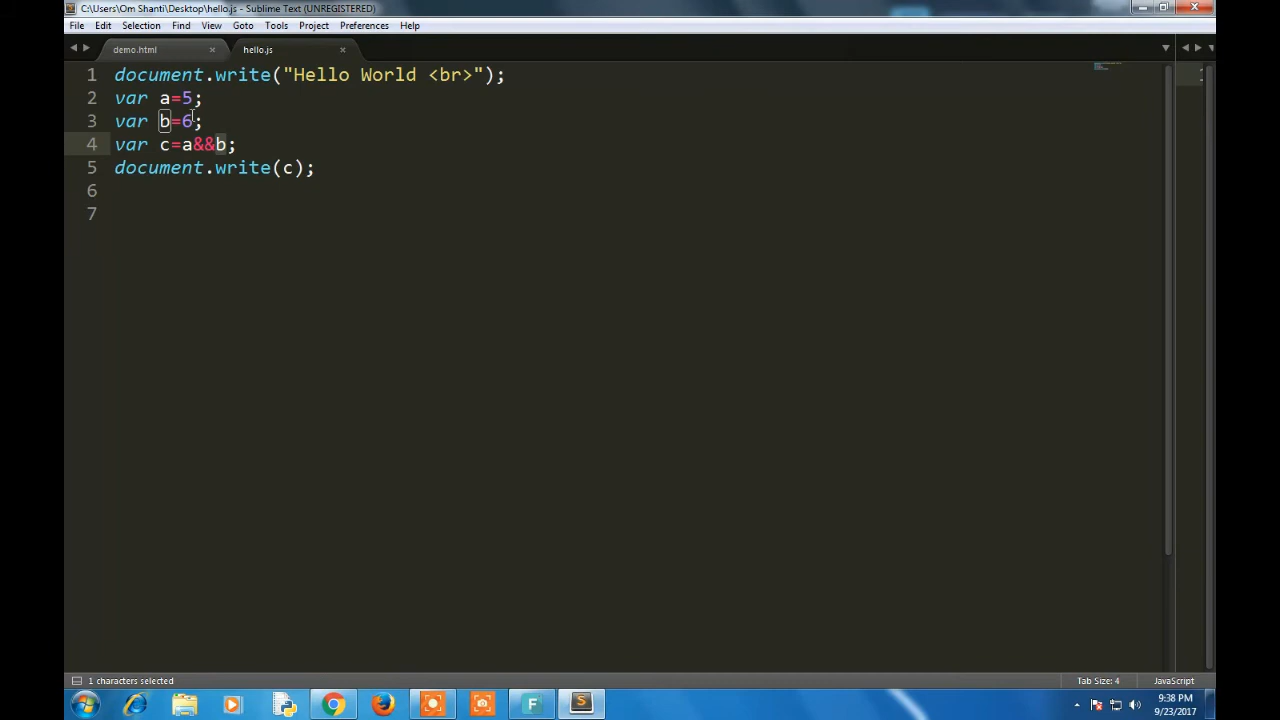 C:\Users\Om Shanti\Desktop\hello.js - Sublime Text (UNREGISTERED)
File Edit Selection Find View Goto Tools Project Preferences Help
demo.html hello.js
1 document.write("Hello World <br>");
2 var a=5;
3 var b=6;
4 var c=a&&b;
5 document.write(c);
6
7
1
1 characters selected Tab Size: 4 JavaScript
F S 9:38 PM
9/23/2017